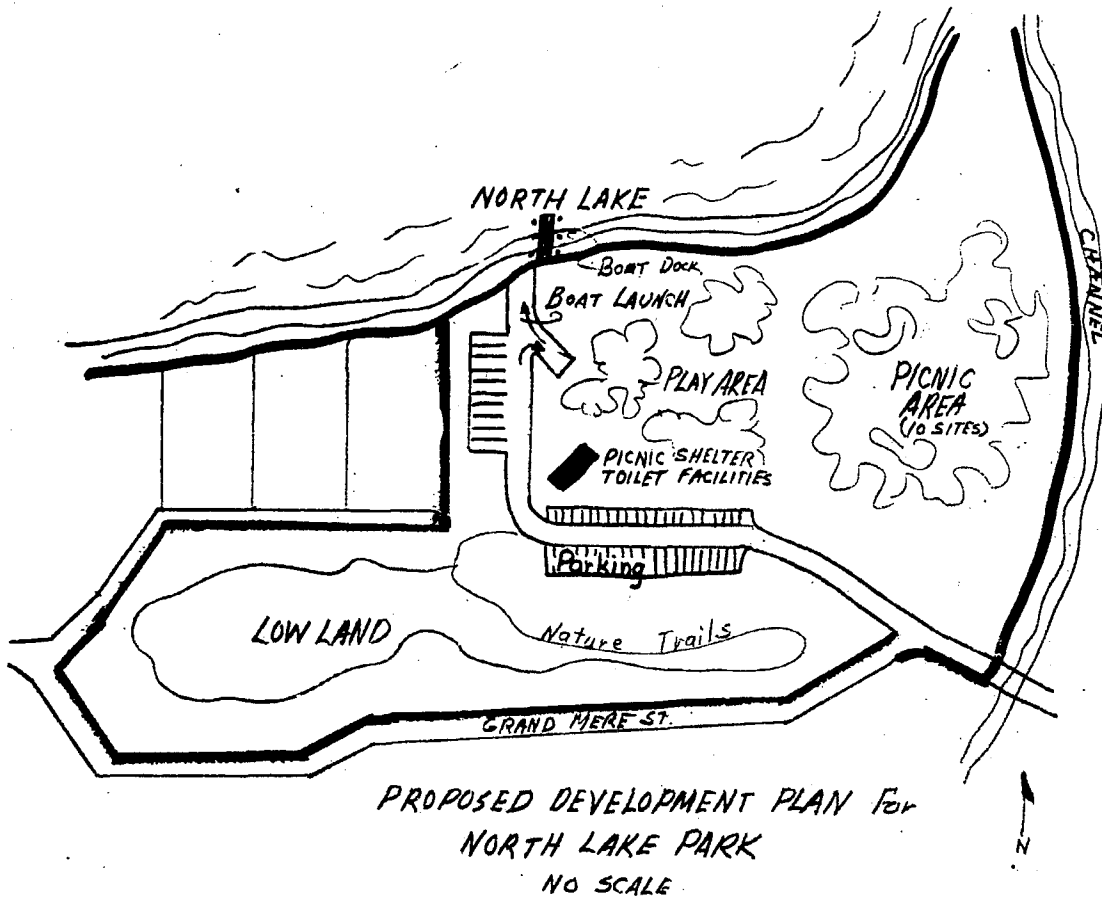 NORTH LAKE
BOAT DOCK
BOAT LAUNCH
CHANNEL
PLAY AREA
PICNIC
AREA
(10 SITES)
PICNIC SHELTER
TOILET FACILITIES
Parking
LOW LAND
Nature Trails
GRAND MERE ST.
PROPOSED DEVELOPMENT PLAN For
NORTH LAKE PARK
NO SCALE
N